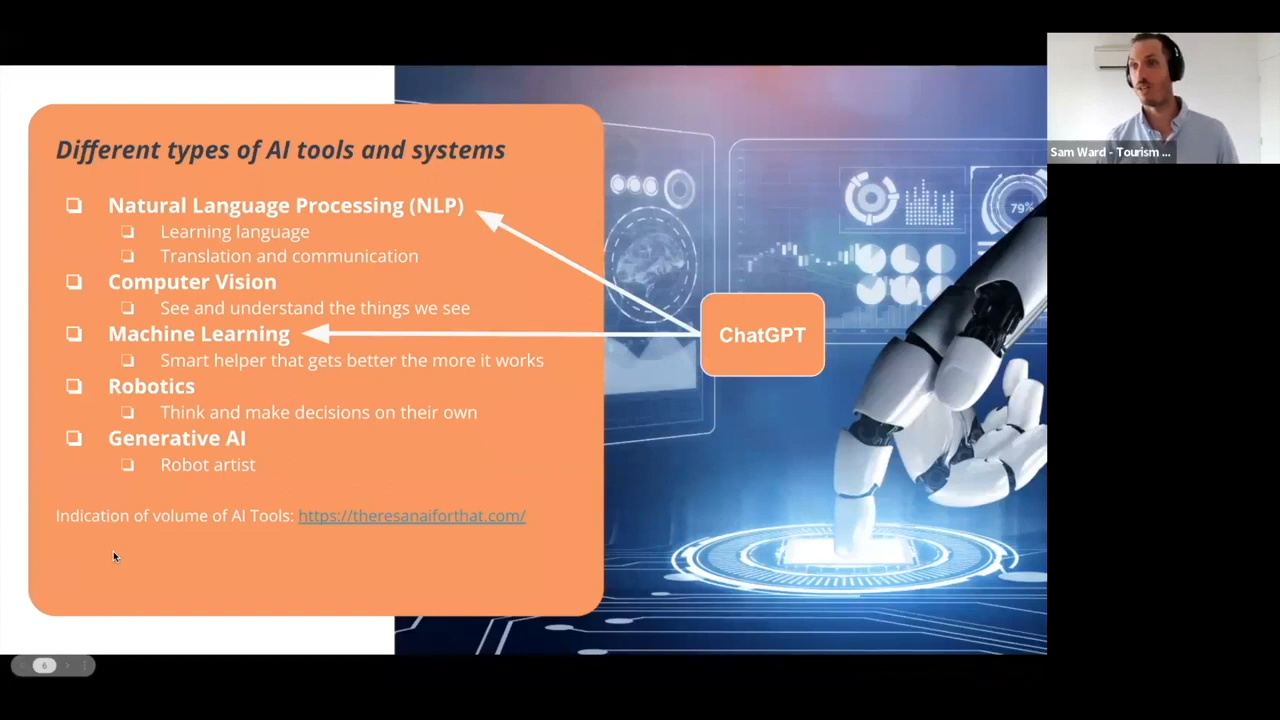 Different types of AI tools and systems
Natural Language Processing (NLP)
Learning language
Translation and communication
Computer Vision
See and understand the things we see
Machine Learning
Smart helper that gets better the more it works
Robotics
Think and make decisions on their own
Generative AI
Robot artist
Indication of volume of AI Tools: https://theresanaiforthat.com/
ChatGPT
79%
Sam Ward - Tourism ...
6